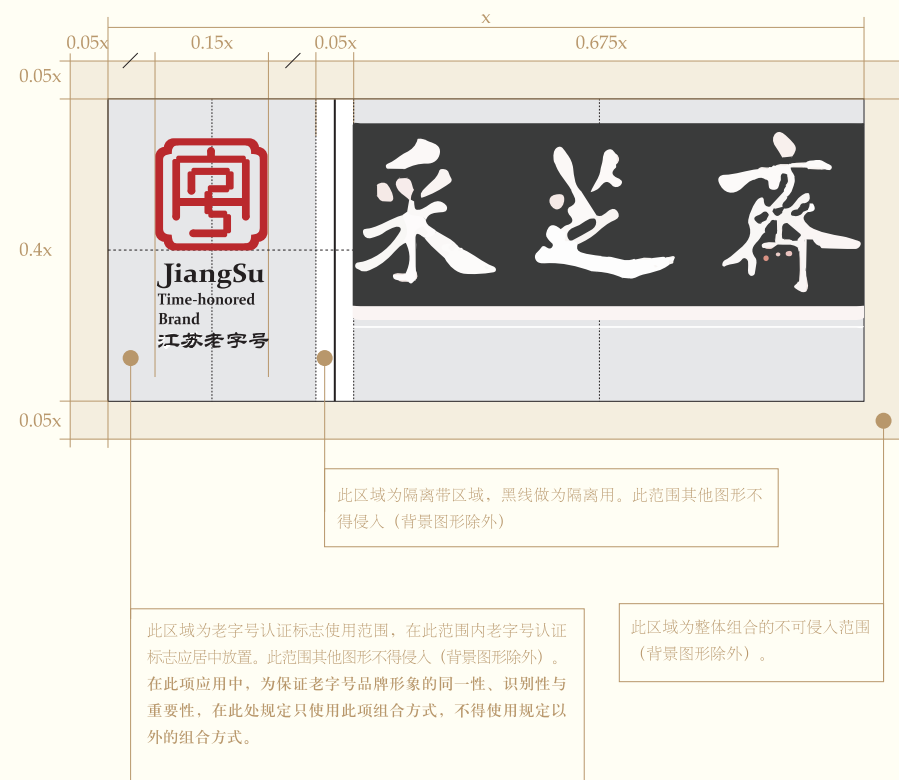 x
0.05x
0.15x
0.05x
0.675x
0.05x
采芝斋
0.4x
JiangSu
Time-honored
Brand
江苏老字号
0.05x
此区域为隔离带区域，黑线做为隔离用。此范围其他图形不
得侵入（背景图形除外）
此区域为老字号认证标志使用范围，在此范围内老字号认证
标志应居中放置。此范围其他图形不得侵入（背景图形除外）。
在此项应用中，为保证老字号品牌形象的同一性、识别性与
重要性，在此处规定只使用此项组合方式，不得使用规定以
外的组合方式。
此区域为整体组合的不可侵入范围
（背景图形除外）。